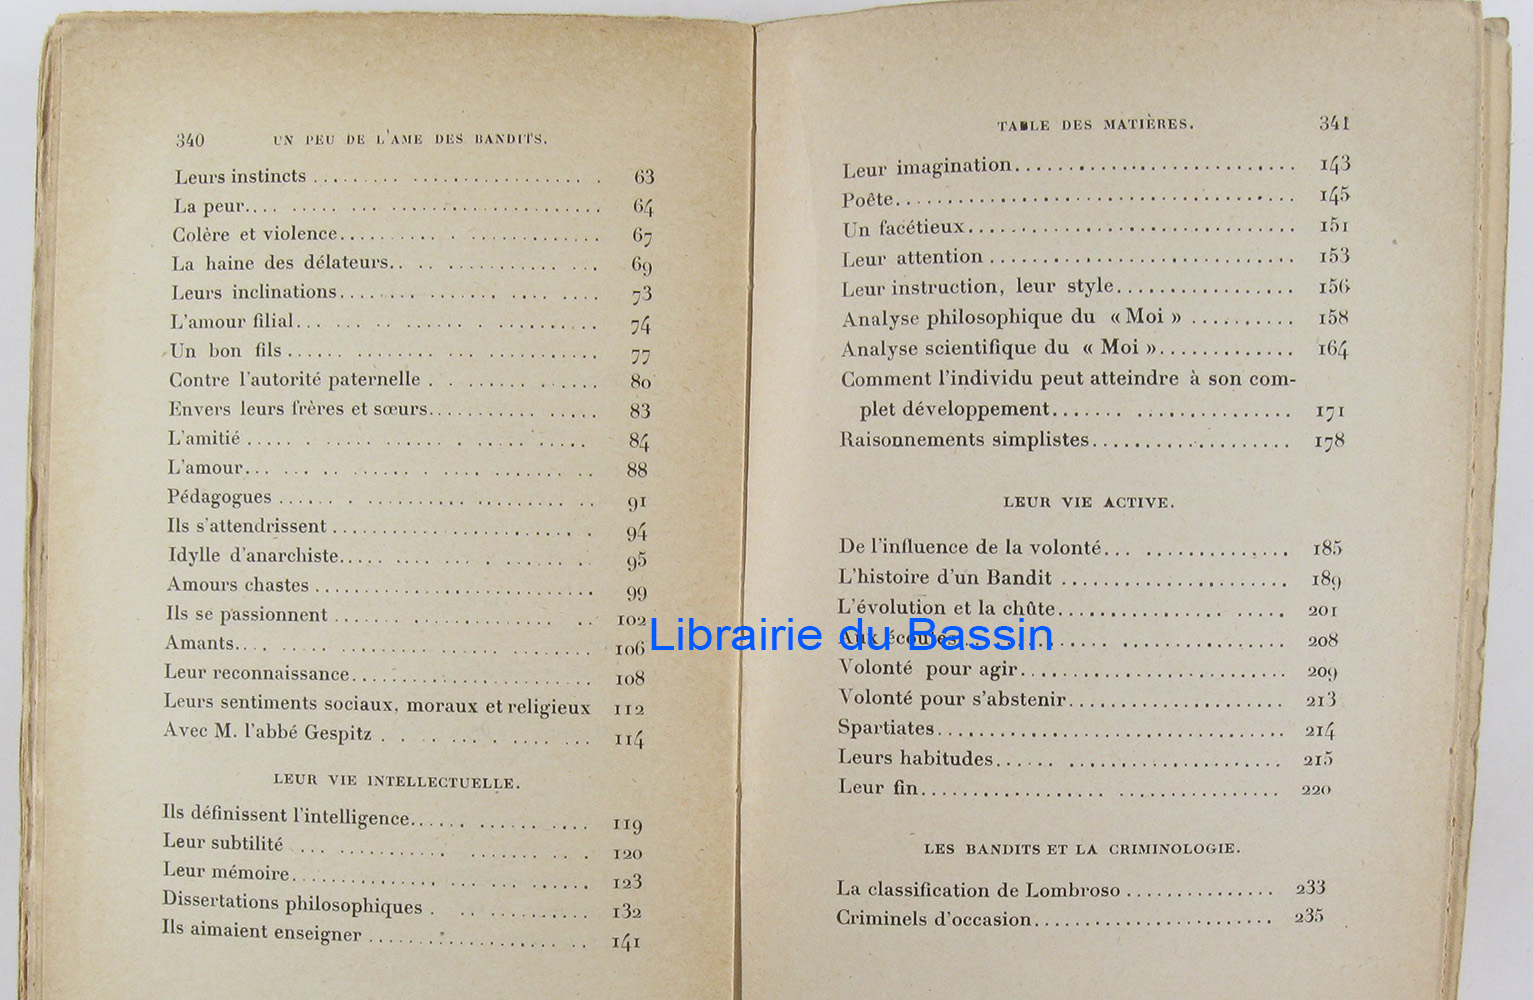 340 UN PEU DE L'AME DES BANDITS.
Leurs instincts ........ 63
La peur........ 64
Colère et violence........ 67
La haine des délateurs........ 69
Leurs inclinations........ 73
L'amour filial........ 74
Un bon fils ........ 77
Contre l'autorité paternelle ........ 80
Envers leurs frères et sœurs........ 83
L'amitié ........ 84
L'amour........ 88
Pédagogues ........ 91
Ils s'attendrissent ........ 94
Idylle d'anarchiste........ 95
Amours chastes ........ 99
Ils se passionnent ........ 102
Amants........ 106
Leur reconnaissance........ 108
Leurs sentiments sociaux, moraux et religieux 112
Avec M. l'abbé Gespitz ........ 114
LEUR VIE INTELLECTUELLE.
Ils définissent l'intelligence........ 119
Leur subtilité ........ 120
Leur mémoire........ 123
Dissertations philosophiques ........ 132
Ils aimaient enseigner ........ 141
TABLE DES MATIÈRES. 341
Leur imagination........ 143
Poête........ 145
Un facétieux........ 151
Leur attention ........ 153
Leur instruction, leur style........ 156
Analyse philosophique du « Moi » ........ 158
Analyse scientifique du « Moi »........ 164
Comment l'individu peut atteindre à son com-
plet développement........ 171
Raisonnements simplistes........ 178
LEUR VIE ACTIVE.
De l'influence de la volonté........ 185
L'histoire d'un Bandit ........ 189
L'évolution et la chûte........ 201
Aux écoutes........ 208
Volonté pour agir........ 209
Volonté pour s'abstenir........ 213
Spartiates........ 214
Leurs habitudes........ 215
Leur fin........ 220
LES BANDITS ET LA CRIMINOLOGIE.
La classification de Lombroso ........ 233
Criminels d'occasion........ 235
Librairie du Bassin